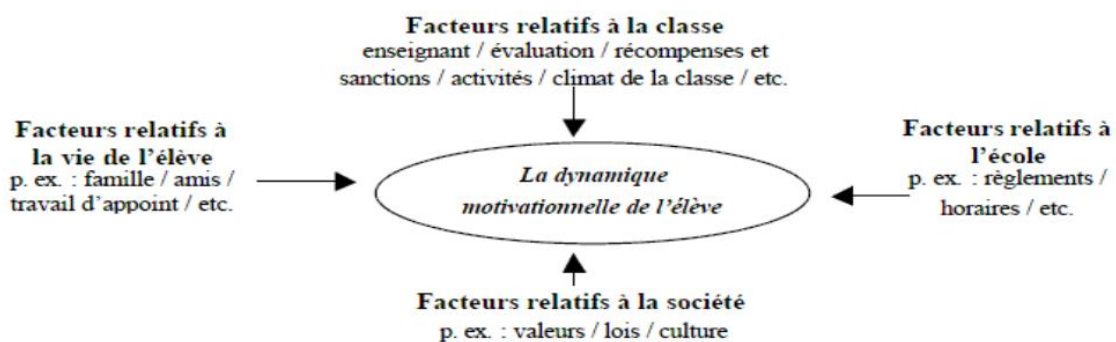 Facteurs relatifs à la classe
enseignant / évaluation / récompenses et
sanctions / activités / climat de la classe / etc.
Facteurs relatifs à
la vie de l'élève
p. ex. : famille / amis /
travail d'appoint / etc.
La dynamique
motivationnelle de l'élève
Facteurs relatifs à
l'école
p. ex. : règlements /
horaires / etc.
Facteurs relatifs à la société
p. ex. : valeurs / lois / culture